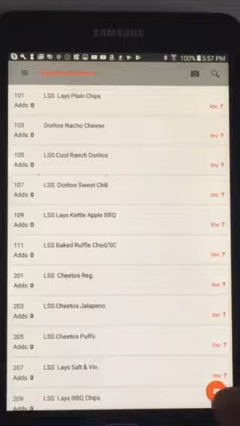 SAMSUNG
100% 5:57 PM
101 LSS Lays Plain Chips
Adds: 0 Inv: ?
103 Doritos Nacho Cheese
Adds: 0 Inv: ?
105 LSS Cool Ranch Doritos
Adds: 0 Inv: ?
107 LSS Doritos Sweet Chili
Adds: 0 Inv: ?
109 LSS Lays Kettle Apple BBQ
Adds: 0 Inv: ?
111 LSS Baked Ruffle Ched/SC
Adds: 0 Inv: ?
201 LSS Cheetos Reg.
Adds: 0 Inv: ?
203 LSS Cheetos Jalapeno
Adds: 0 Inv: ?
205 LSS Cheetos Puffs
Adds: 0 Inv: ?
207 LSS Lays Salt & Vin.
Adds: 0 Inv: ?
209 LSS Lays BBQ Chips
Adds: 0